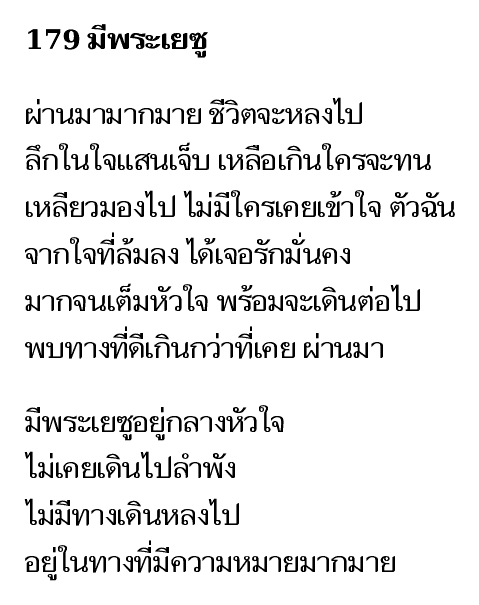 179 มีพระเยซู
ผ่านมามากมาย ชีวิตจะหลงไป
ลึกในใจแสนเจ็บ เหลือเกินใครจะทน
เหลียวมองไป ไม่มีใครเคยเข้าใจ ตัวฉัน
จากใจที่ล้มลง ได้เจอรักมั่นคง
มากจนเต็มหัวใจ พร้อมจะเดินต่อไป
พบทางที่ดีเกินกว่าที่เคย ผ่านมา
มีพระเยซูอยู่กลางหัวใจ
ไม่เคยเดินไปลำพัง
ไม่มีทางเดินหลงไป
อยู่ในทางที่มีความหมายมากมาย